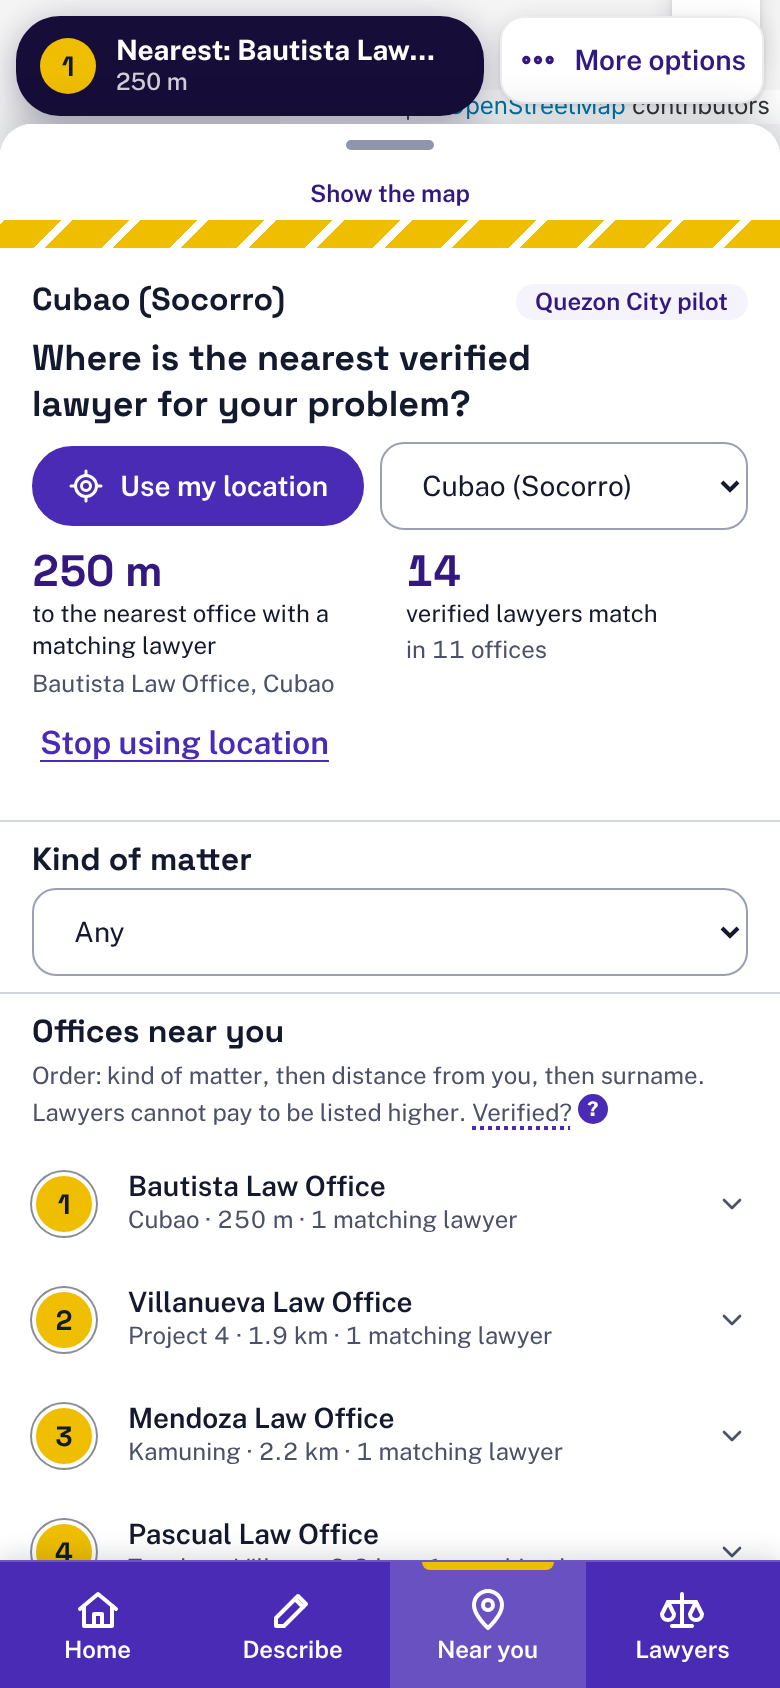 1
Nearest: Bautista Law...
250 m
More options
OpenStreetMap contributors
Show the map
Cubao (Socorro)
Quezon City pilot
Where is the nearest verified
lawyer for your problem?
Use my location
Cubao (Socorro)
250 m
to the nearest office with a
matching lawyer
Bautista Law Office, Cubao
14
verified lawyers match
in 11 offices
Stop using location
Kind of matter
Any
Offices near you
Order: kind of matter, then distance from you, then surname.
Lawyers cannot pay to be listed higher. Verified? ?
1
Bautista Law Office
Cubao · 250 m · 1 matching lawyer
2
Villanueva Law Office
Project 4 · 1.9 km · 1 matching lawyer
3
Mendoza Law Office
Kamuning · 2.2 km · 1 matching lawyer
4
Pascual Law Office
Home
Describe
Near you
Lawyers